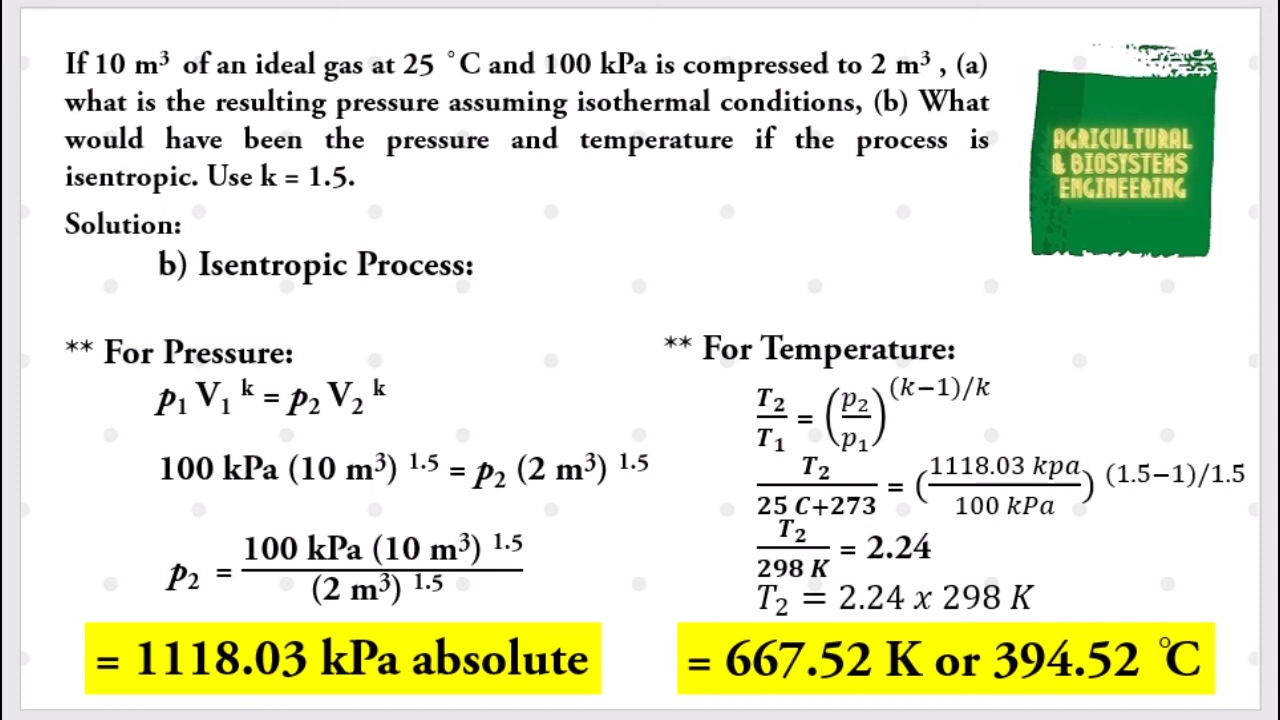 If 10 m³ of an ideal gas at 25 °C and 100 kPa is compressed to 2 m³ , (a)
what is the resulting pressure assuming isothermal conditions, (b) What
would have been the pressure and temperature if the process is
isentropic. Use k = 1.5.
AGRICULTURAL
& BIOSYSTEMS
ENGINEERING
Solution:
b) Isentropic Process:
** For Pressure:
p₁ V₁ ᵏ = p₂ V₂ ᵏ
100 kPa (10 m³) ¹·⁵ = p₂ (2 m³) ¹·⁵
p₂ = 100 kPa (10 m³) ¹·⁵ / (2 m³) ¹·⁵
= 1118.03 kPa absolute
** For Temperature:
T₂/T₁ = (p₂/p₁)^(k−1)/k
T₂/25 C+273 = (1118.03 kpa/100 kPa)^(1.5−1)/1.5
T₂/298 K = 2.24
T₂ = 2.24 x 298 K
= 667.52 K or 394.52 °C